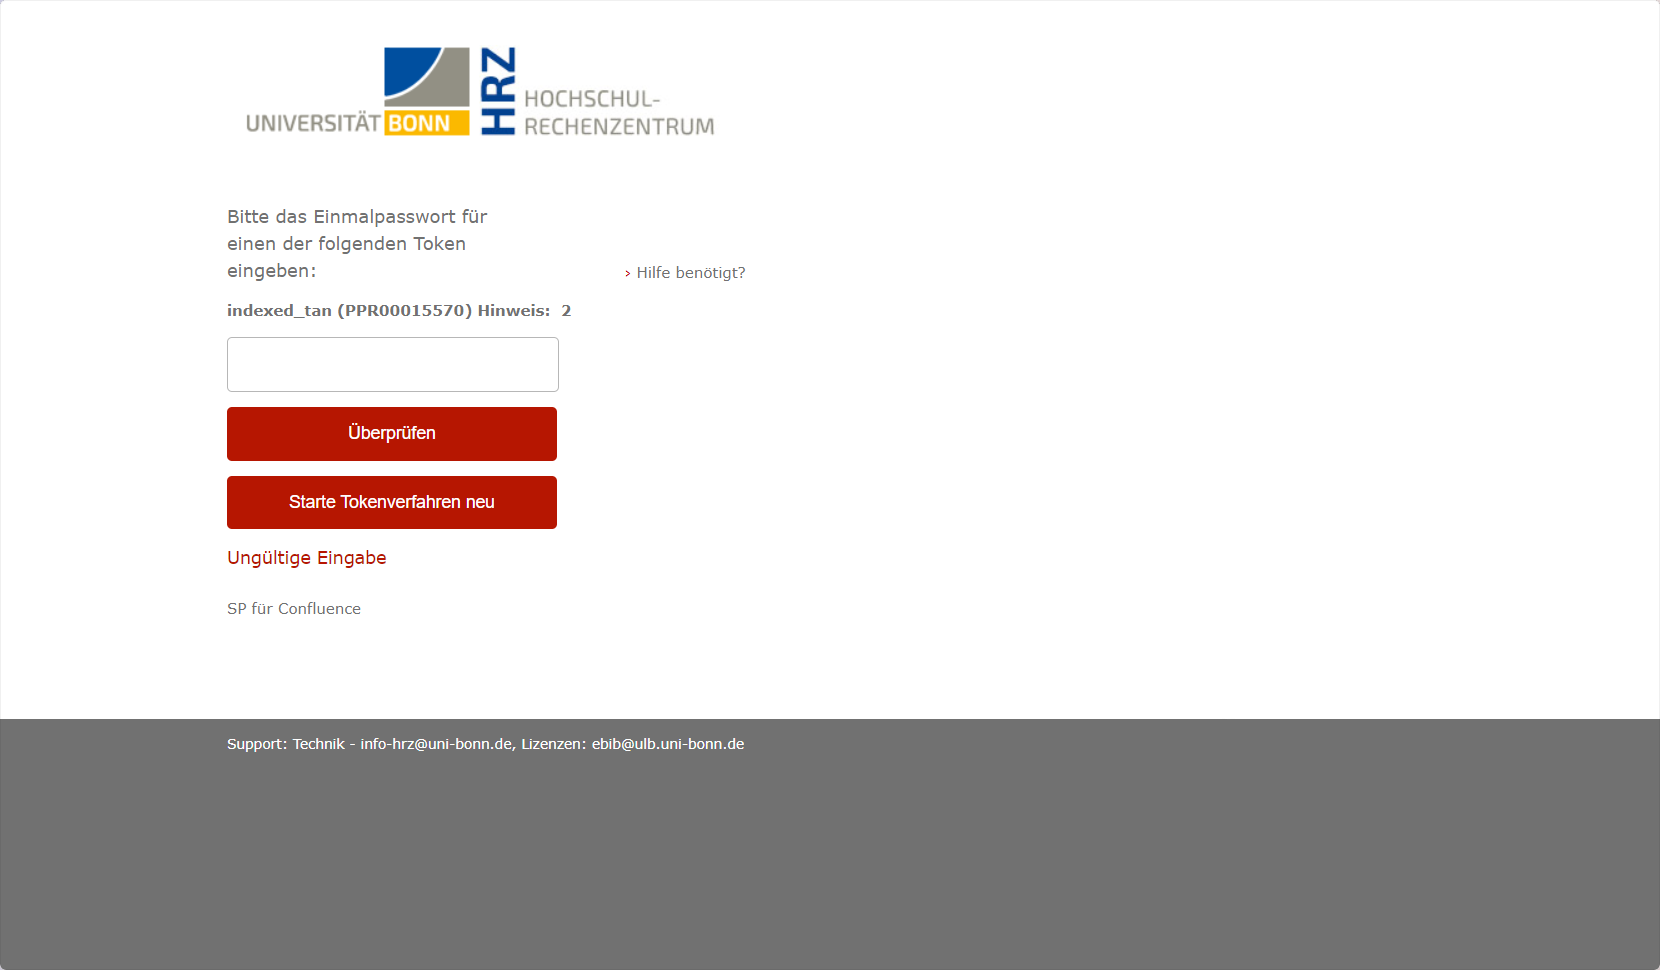 UNIVERSITÄT BONN
HRZ
HOCHSCHUL-
RECHENZENTRUM
Bitte das Einmalpasswort für
einen der folgenden Token
eingeben:
› Hilfe benötigt?
indexed_tan (PPR00015570) Hinweis: 2
Überprüfen
Starte Tokenverfahren neu
Ungültige Eingabe
SP für Confluence
Support: Technik - info-hrz@uni-bonn.de, Lizenzen: ebib@ulb.uni-bonn.de